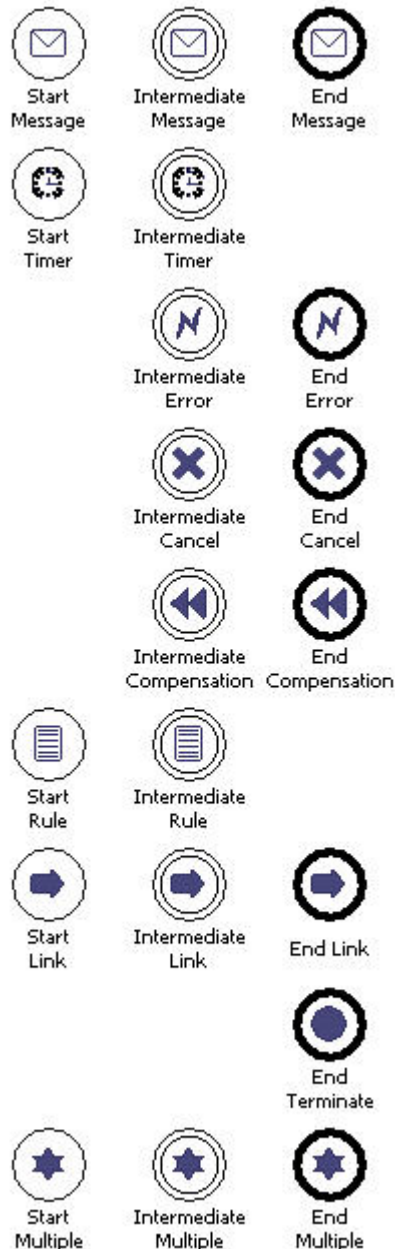 Start
Message
Intermediate
Message
End
Message
Start
Timer
Intermediate
Timer
Intermediate
Error
End
Error
Intermediate
Cancel
End
Cancel
Intermediate
Compensation
End
Compensation
Start
Rule
Intermediate
Rule
Start
Link
Intermediate
Link
End Link
End
Terminate
Start
Multiple
Intermediate
Multiple
End
Multiple